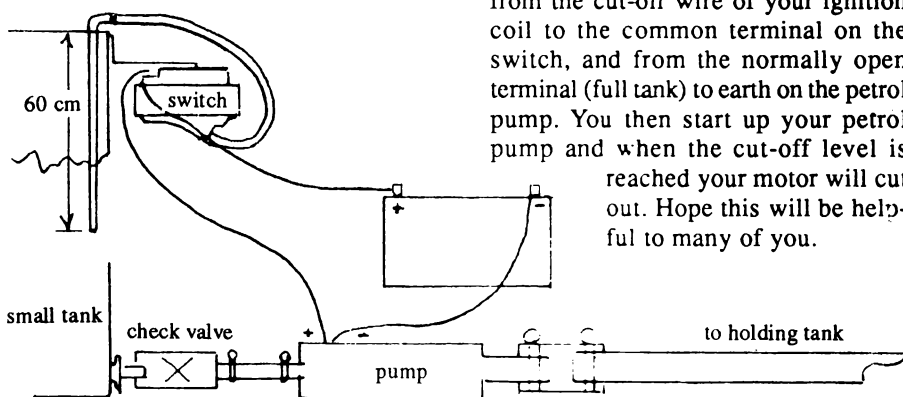 from the cut-off wire of your ignition
coil to the common terminal on the
switch, and from the normally open
terminal (full tank) to earth on the petrol
pump. You then start up your petrol
pump and when the cut-off level is
reached your motor will cut
out. Hope this will be help-
ful to many of you.
60 cm
switch
+ -
small tank
check valve
+ -
pump
to holding tank